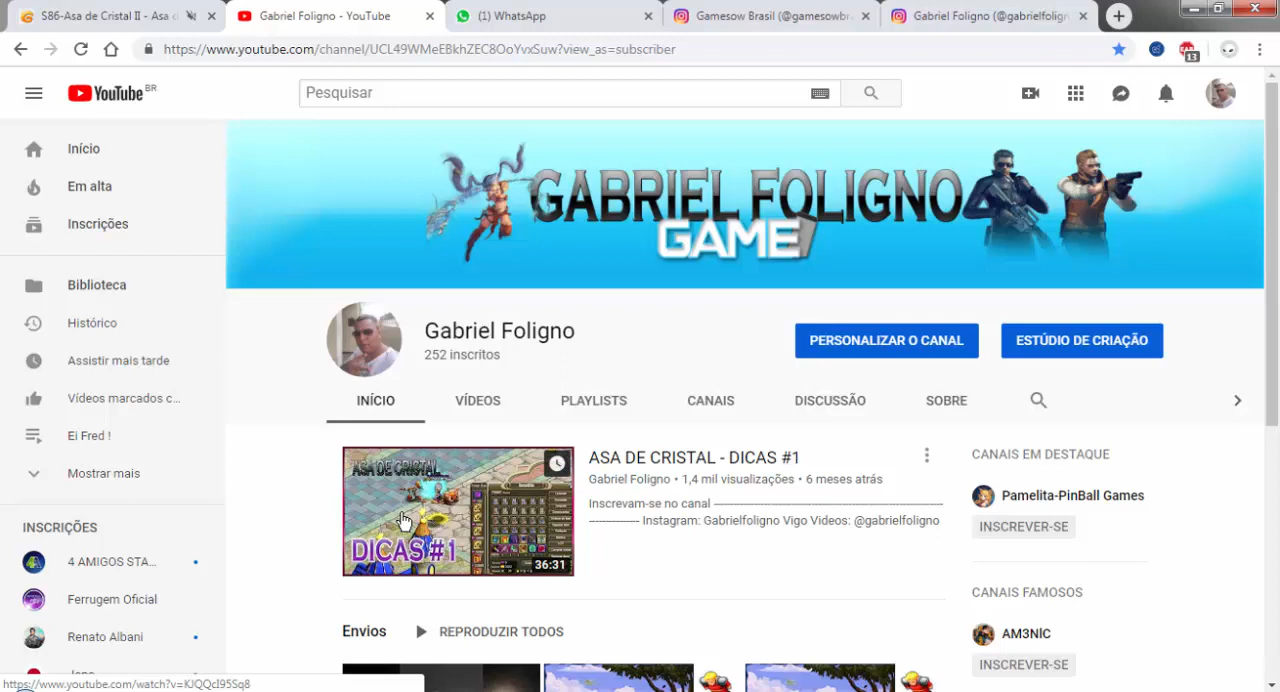 S86-Asa de Cristal II - Asa d
Gabriel Foligno - YouTube
(1) WhatsApp
Gamesow Brasil (@gamesowbr
Gabriel Foligno (@gabrielfolign
https://www.youtube.com/channel/UCL49WMeEBkhZEC8OoYvxSuw?view_as=subscriber
13
YouTube BR
Pesquisar
Início
Em alta
Inscrições
Biblioteca
Histórico
Assistir mais tarde
Vídeos marcados c...
Ei Fred !
Mostrar mais
INSCRIÇÕES
4 AMIGOS STA...
Ferrugem Oficial
Renato Albani
GABRIEL FOLIGNO
GAME
Gabriel Foligno
252 inscritos
PERSONALIZAR O CANAL
ESTÚDIO DE CRIAÇÃO
INÍCIO
VÍDEOS
PLAYLISTS
CANAIS
DISCUSSÃO
SOBRE
ASA DE CRISTAL
DICAS #1
36:31
ASA DE CRISTAL - DICAS #1
Gabriel Foligno • 1,4 mil visualizações • 6 meses atrás
Inscrevam-se no canal ----------------------------------------------------------
------------- Instagram: Gabrielfoligno Vigo Videos: @gabrielfoligno
Envios
REPRODUZIR TODOS
CANAIS EM DESTAQUE
Pamelita-PinBall Games
INSCREVER-SE
CANAIS FAMOSOS
AM3NIC
INSCREVER-SE
https://www.youtube.com/watch?v=KJQQcI95Sq8